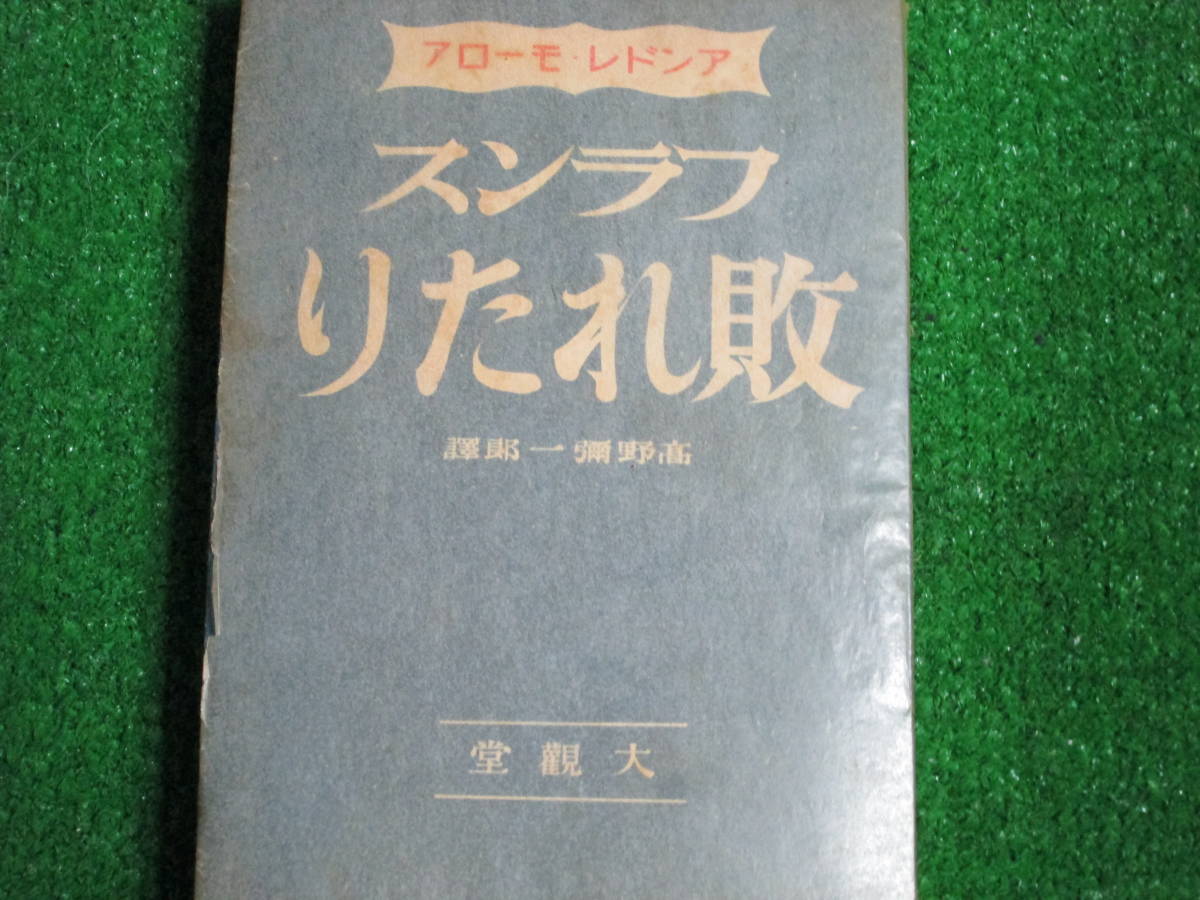 アンドレ・モーロア
フランス
敗れたり
高野彌一郎譯
大觀堂